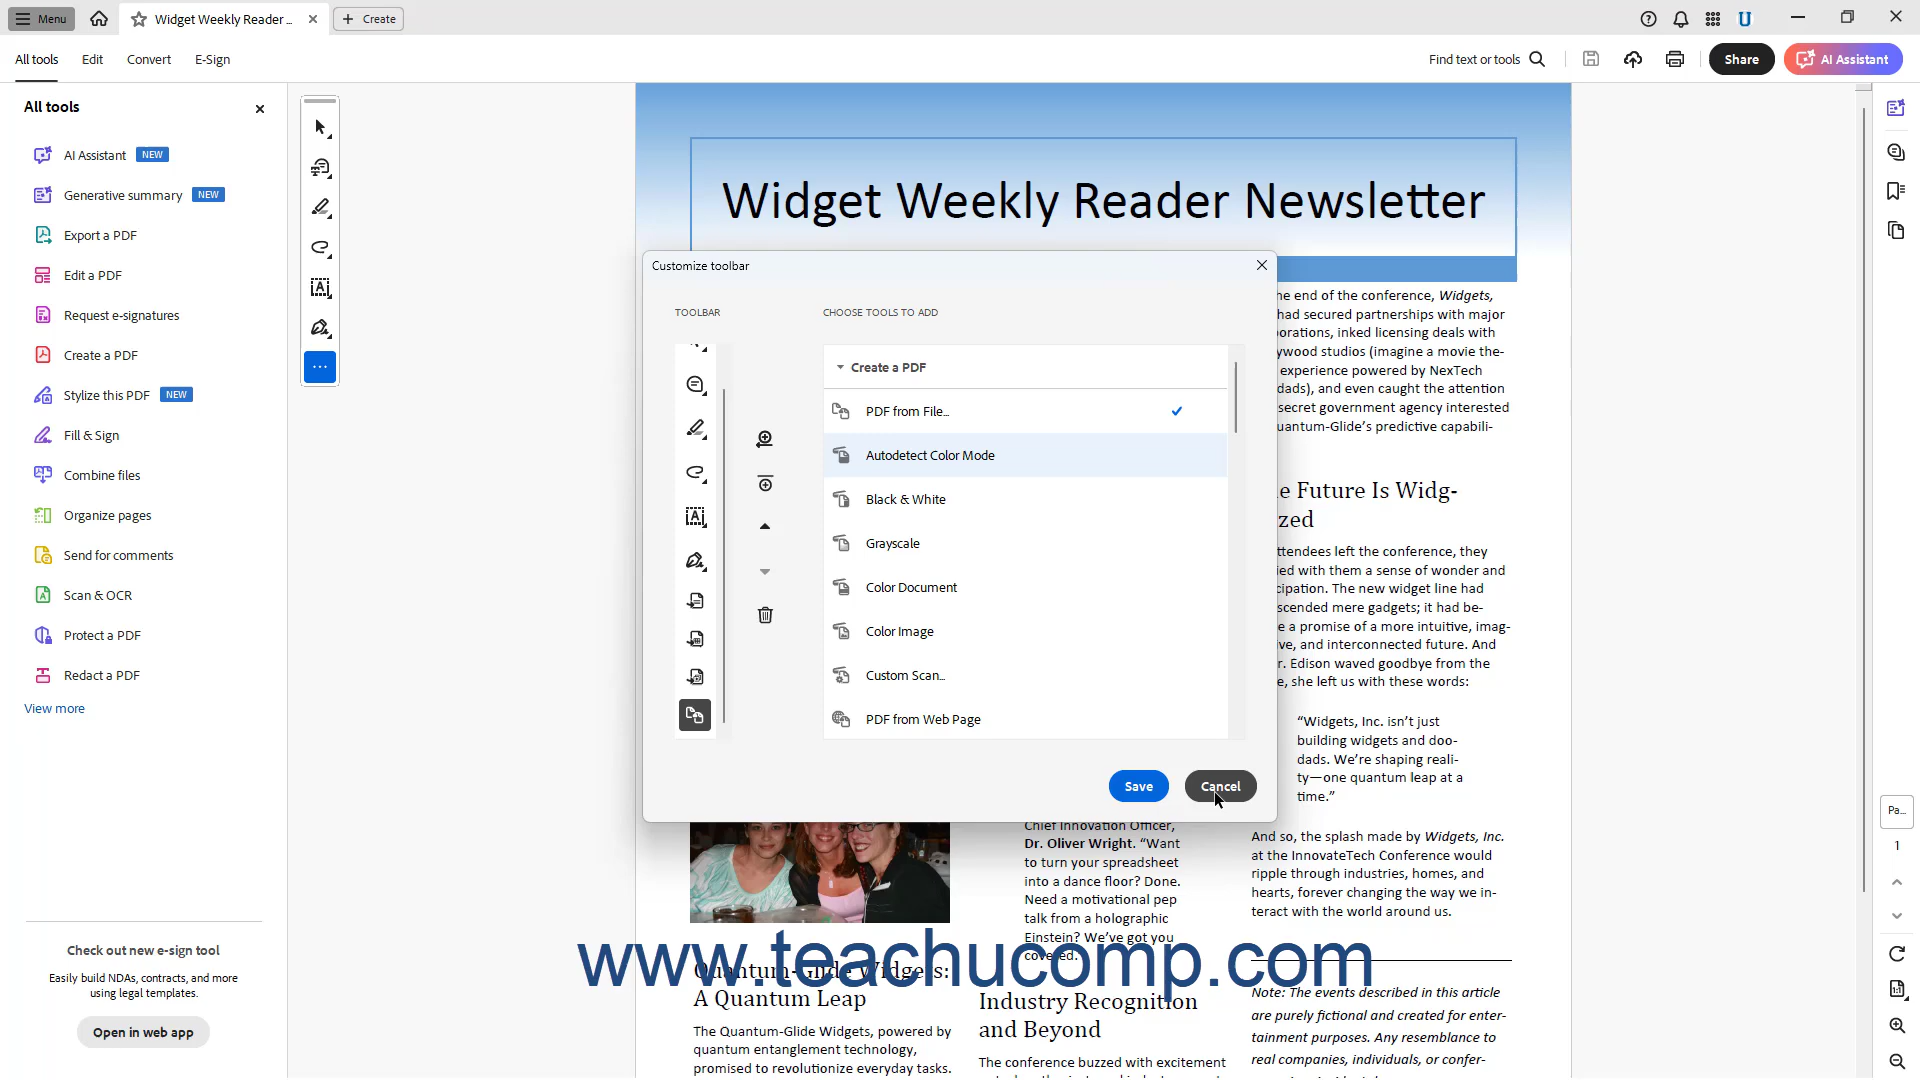 Menu
Widget Weekly Reader ...
+ Create
All tools
Edit
Convert
E-Sign
Find text or tools
Share
AI Assistant
All tools
AI Assistant NEW
Generative summary NEW
Export a PDF
Edit a PDF
Request e-signatures
Create a PDF
Stylize this PDF NEW
Fill & Sign
Combine files
Organize pages
Send for comments
Scan & OCR
Protect a PDF
Redact a PDF
View more
Check out new e-sign tool
Easily build NDAs, contracts, and more
using legal templates.
Open in web app
Widget Weekly Reader Newsletter
Customize toolbar
TOOLBAR
CHOOSE TOOLS TO ADD
Create a PDF
PDF from File...
Autodetect Color Mode
Black & White
Grayscale
Color Document
Color Image
Custom Scan...
PDF from Web Page
Save
Cancel
Quantum-Glide Widgets:
A Quantum Leap
The Quantum-Glide Widgets, powered by
quantum entanglement technology,
promised to revolutionize everyday tasks.
Chief Innovation Officer,
Dr. Oliver Wright. “Want
to turn your spreadsheet
into a dance floor? Done.
Need a motivational pep
talk from a holographic
Einstein? We’ve got you
covered.”
Industry Recognition
and Beyond
The conference buzzed with excitement
he end of the conference, Widgets,
had secured partnerships with major
orations, inked licensing deals with
ywood studios (imagine a movie the-
experience powered by NexTech
dads), and even caught the attention
secret government agency interested
uantum-Glide’s predictive capabili-
e Future Is Widg-
zed
ttendees left the conference, they
ied with them a sense of wonder and
cipation. The new widget line had
scended mere gadgets; it had be-
e a promise of a more intuitive, imag-
ive, and interconnected future. And
r. Edison waved goodbye from the
e, she left us with these words:
“Widgets, Inc. isn’t just
building widgets and doo-
dads. We’re shaping reali-
ty—one quantum leap at a
time.”
And so, the splash made by Widgets, Inc.
at the InnovateTech Conference would
ripple through industries, homes, and
hearts, forever changing the way we in-
teract with the world around us.
Note: The events described in this article
are purely fictional and created for enter-
tainment purposes. Any resemblance to
real companies, individuals, or confer-
www.teachucomp.com
Pa...
1